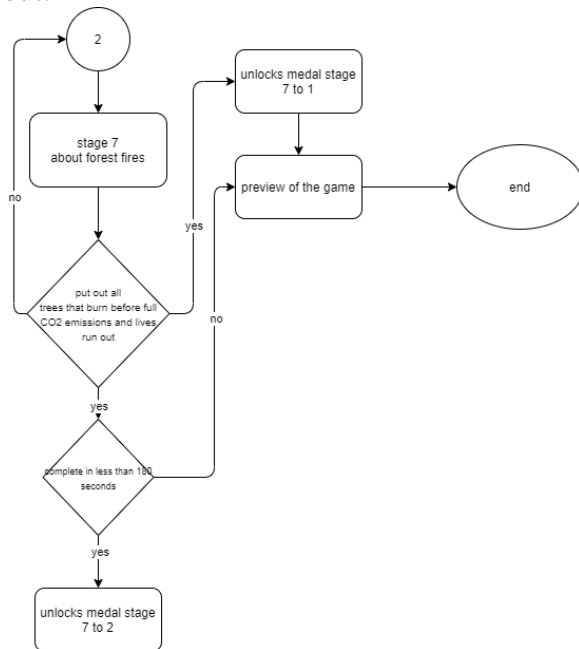 2
unlocks medal stage
7 to 1
stage 7
about forest fires
preview of the game
end
no
yes
put out all
trees that burn before full
CO2 emissions and lives
run out
no
yes
complete in less than 180
seconds
yes
unlocks medal stage
7 to 2